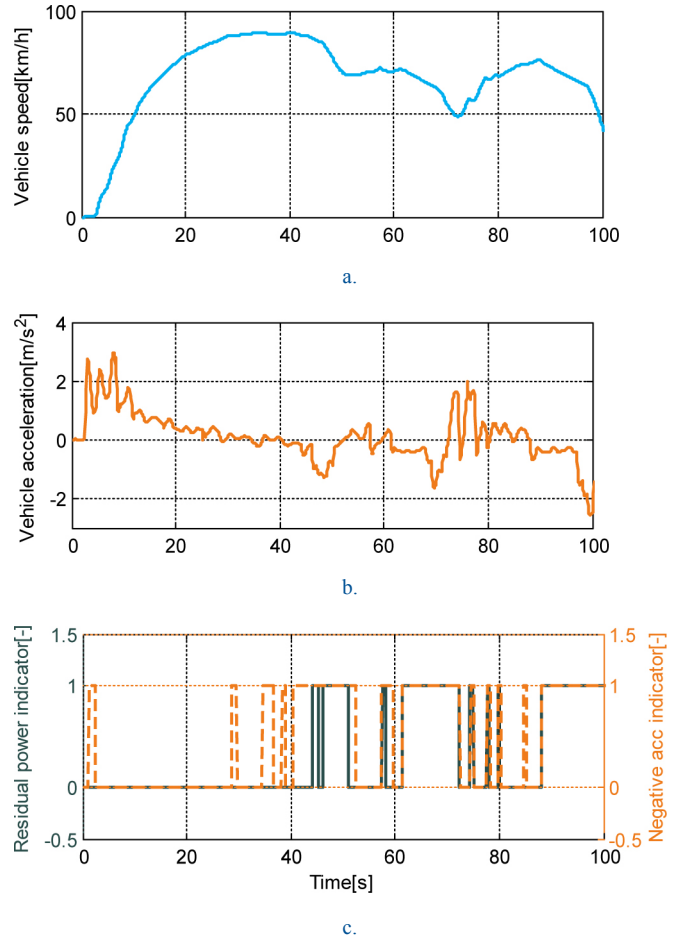 Vehicle speed[km/h]
100
50
0
0 20 40 60 80 100
a.
Vehicle acceleration[m/s²]
4
2
0
-2
0 20 40 60 80 100
b.
Residual power indicator[-]
1.5
1
0
-0.5
0 20 40 60 80 100
Time[s]
1.5
1
0
-0.5
Negative acc indicator[-]
c.